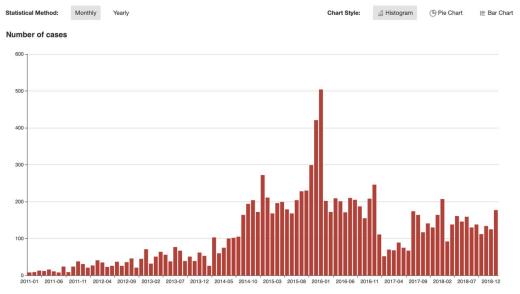 Statistical Method: Monthly Yearly Chart Style: Histogram Pie Chart Bar Chart
Number of cases
600
500
400
300
200
100
0
2011-01 2011-06 2011-11 2012-04 2012-09 2013-02 2013-07 2013-12 2014-05 2014-10 2015-03 2015-08 2016-01 2016-06 2016-11 2017-04 2017-09 2018-02 2018-07 2018-12